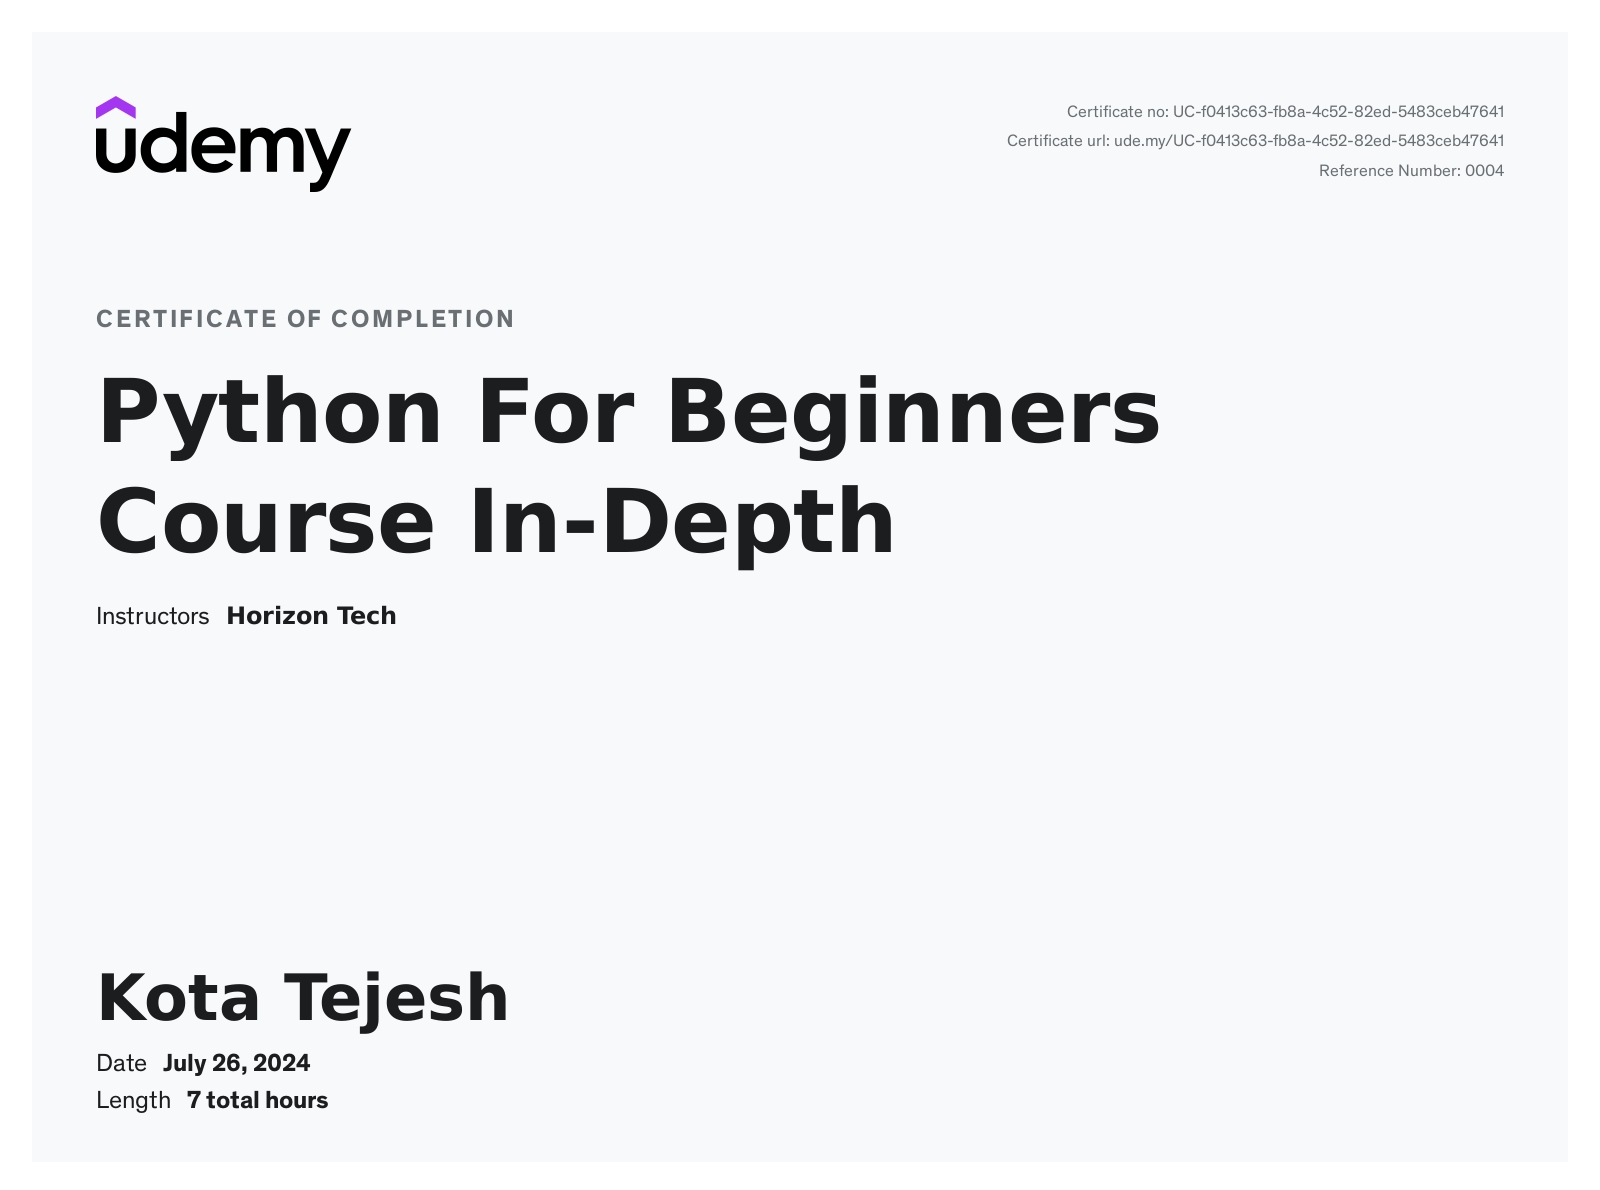 udemy
Certificate no: UC-f0413c63-fb8a-4c52-82ed-5483ceb47641
Certificate url: ude.my/UC-f0413c63-fb8a-4c52-82ed-5483ceb47641
Reference Number: 0004
CERTIFICATE OF COMPLETION
Python For Beginners
Course In-Depth
Instructors Horizon Tech
Kota Tejesh
Date July 26, 2024
Length 7 total hours